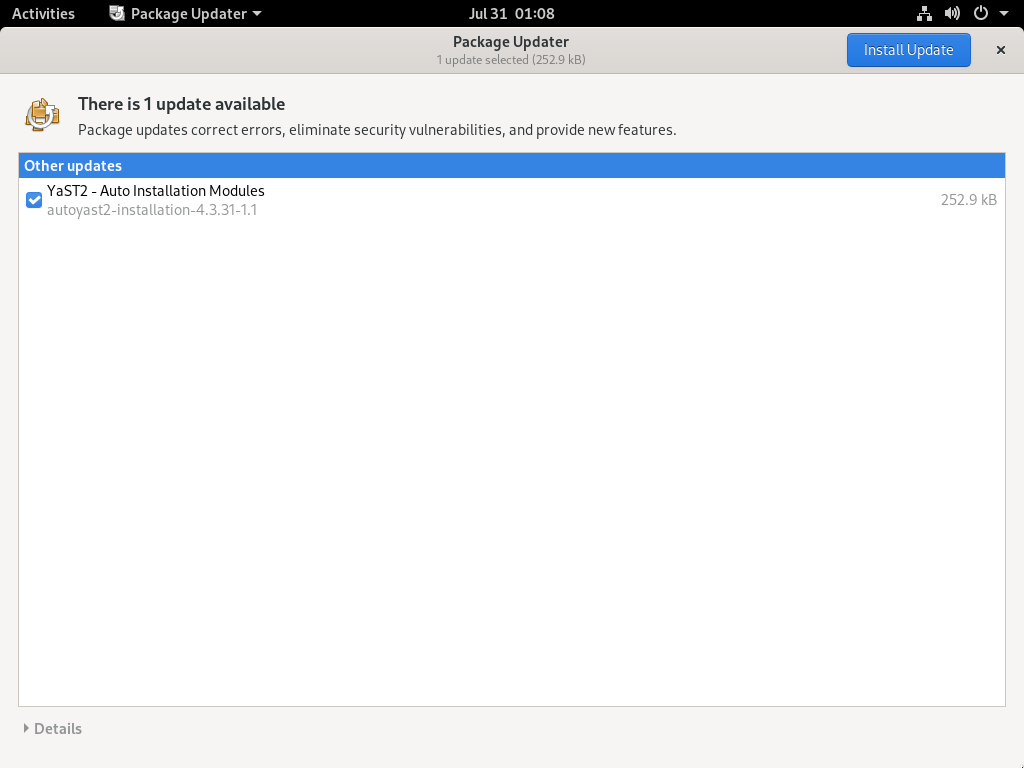 Activities
Package Updater
Jul 31 01:08
Package Updater
1 update selected (252.9 kB)
Install Update
There is 1 update available
Package updates correct errors, eliminate security vulnerabilities, and provide new features.
Other updates
YaST2 - Auto Installation Modules
autoyast2-installation-4.3.31-1.1
252.9 kB
Details